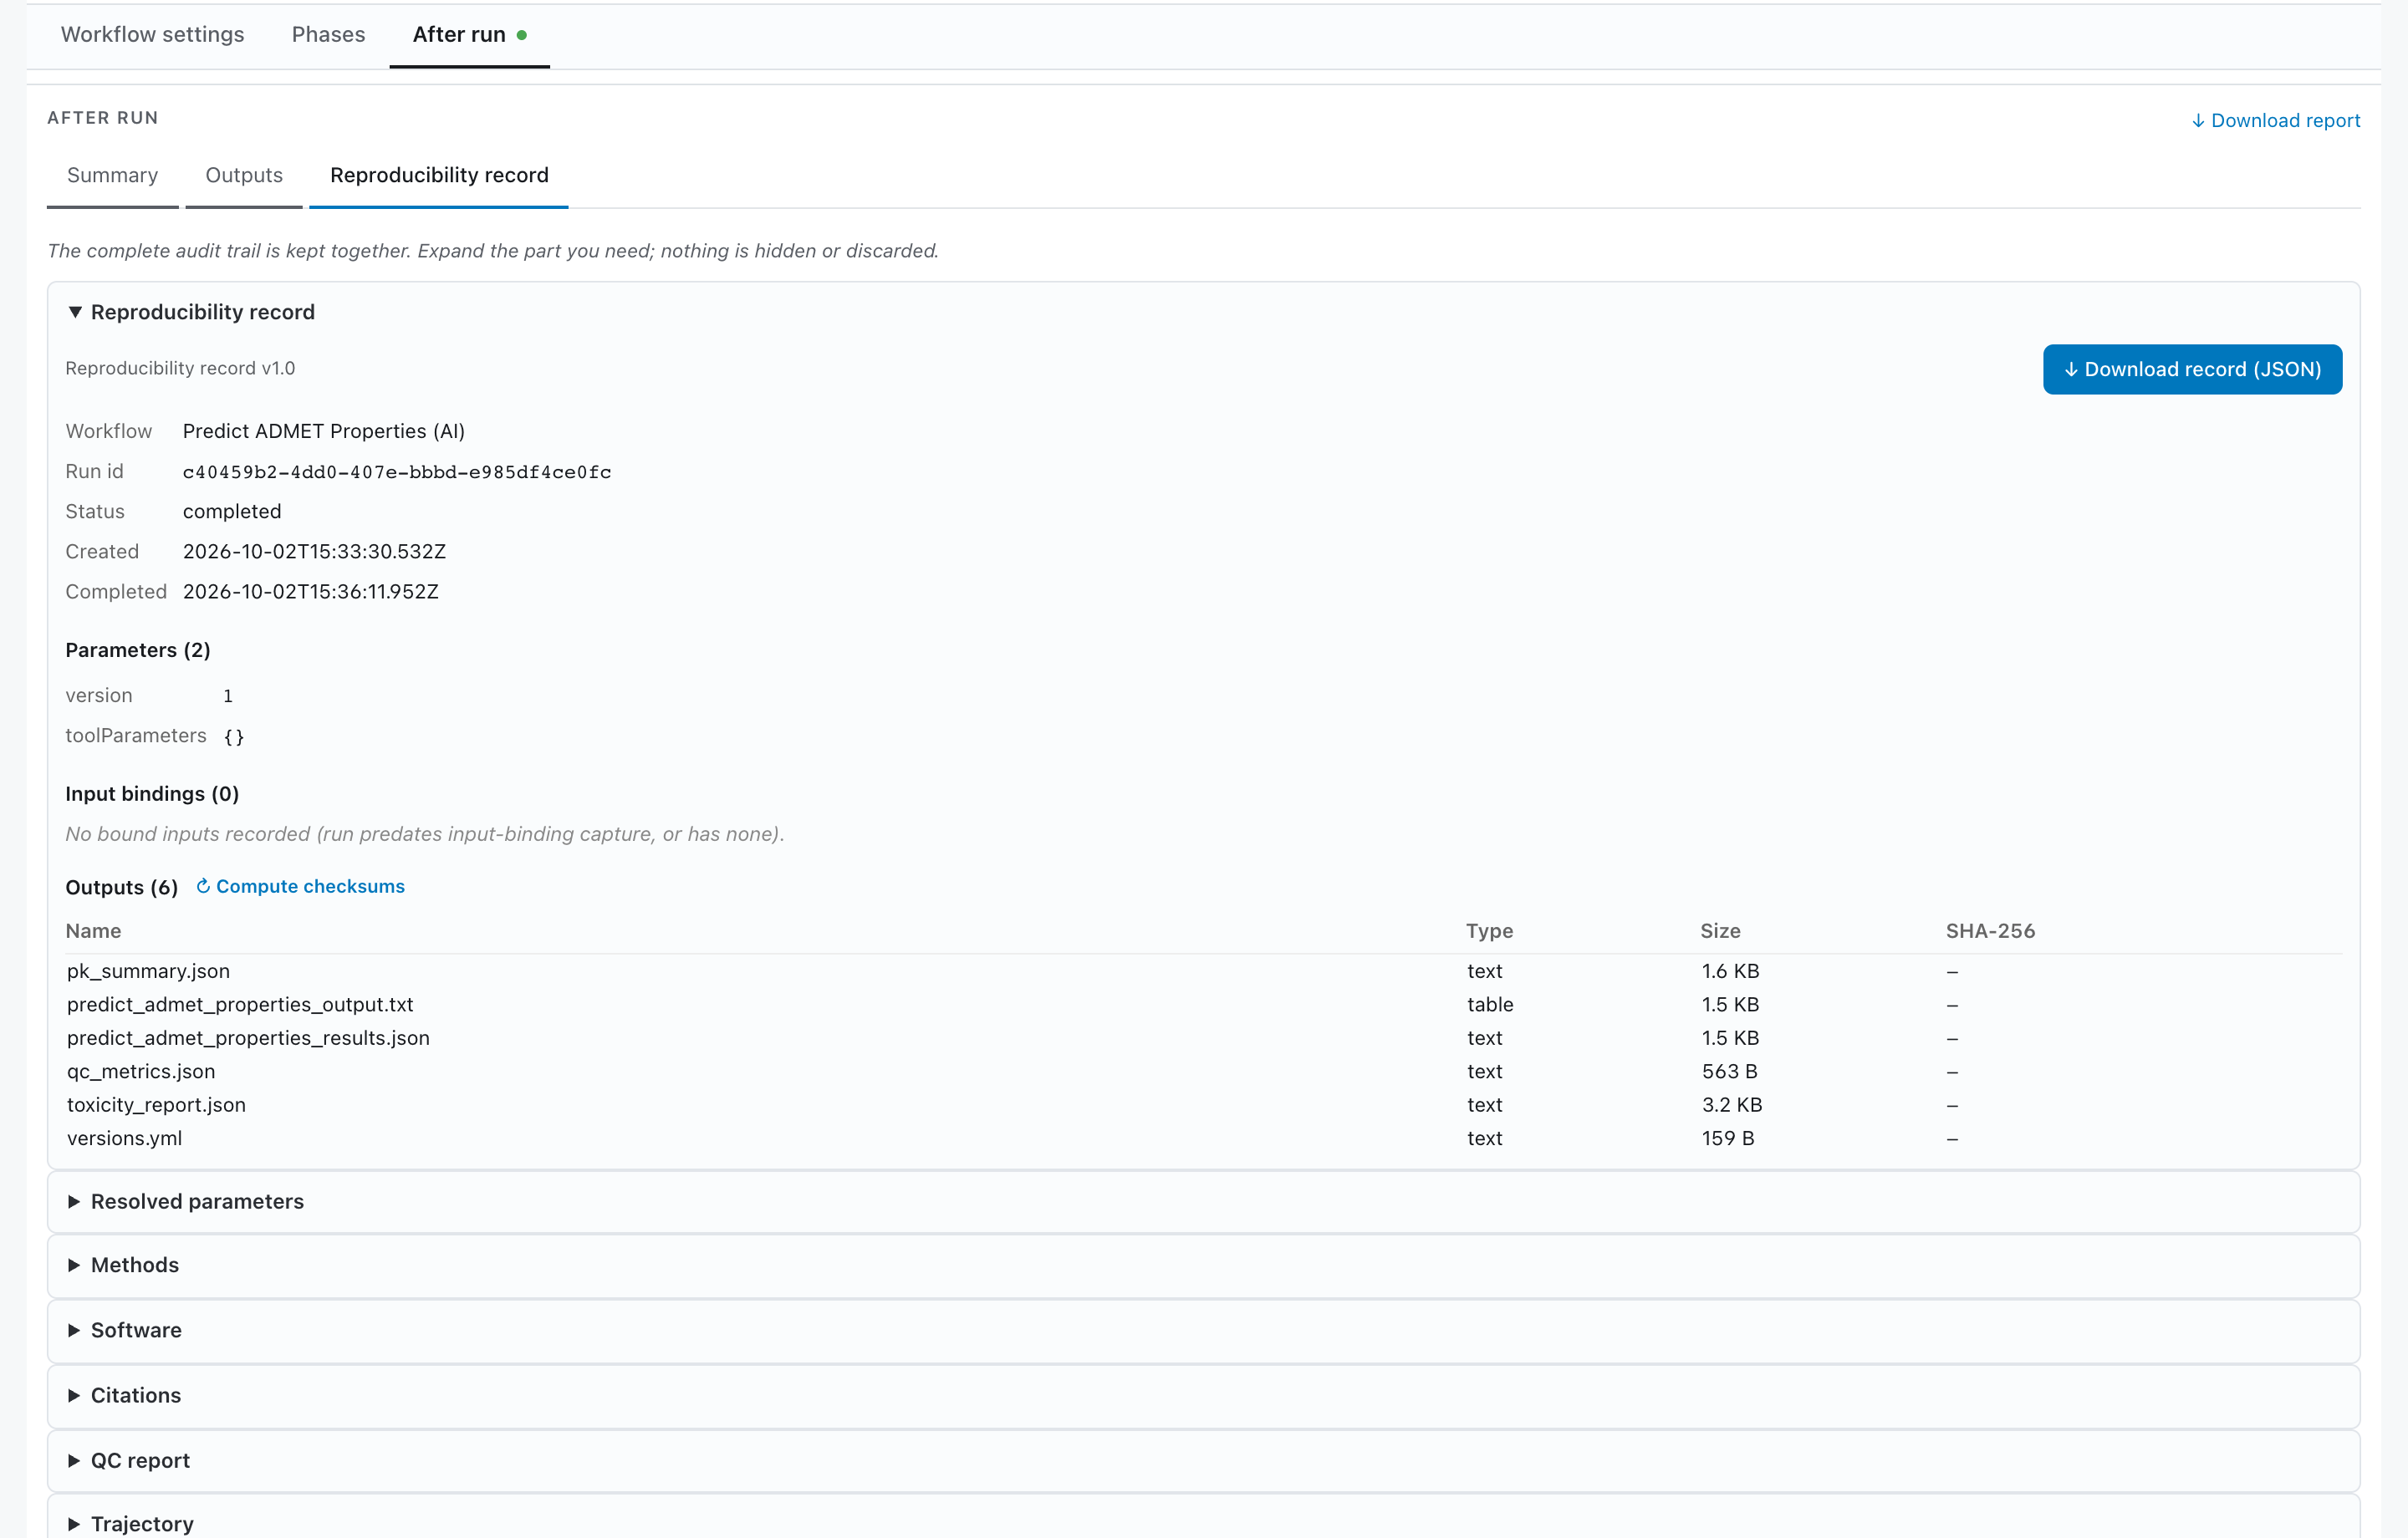 Workflow settings Phases After run
AFTER RUN
↓ Download report
Summary Outputs Reproducibility record
The complete audit trail is kept together. Expand the part you need; nothing is hidden or discarded.
▼ Reproducibility record
Reproducibility record v1.0
↓ Download record (JSON)
Workflow Predict ADMET Properties (AI)
Run id c40459b2-4dd0-407e-bbbd-e985df4ce0fc
Status completed
Created 2026-10-02T15:33:30.532Z
Completed 2026-10-02T15:36:11.952Z
Parameters (2)
version 1
toolParameters {}
Input bindings (0)
No bound inputs recorded (run predates input-binding capture, or has none).
Outputs (6) ↻ Compute checksums
Name Type Size SHA-256
pk_summary.json text 1.6 KB –
predict_admet_properties_output.txt table 1.5 KB –
predict_admet_properties_results.json text 1.5 KB –
qc_metrics.json text 563 B –
toxicity_report.json text 3.2 KB –
versions.yml text 159 B –
▶ Resolved parameters
▶ Methods
▶ Software
▶ Citations
▶ QC report
▶ Trajectory